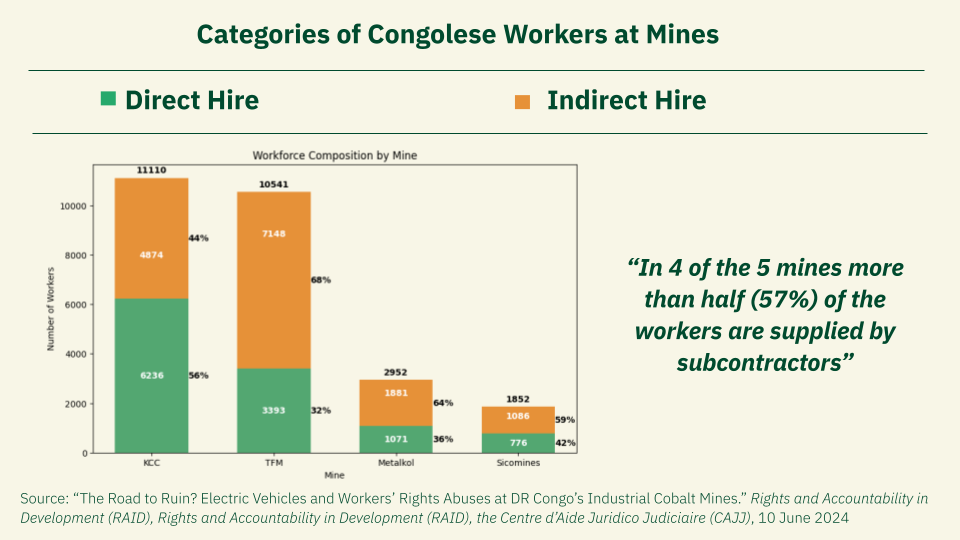 Categories of Congolese Workers at Mines
Direct Hire
Indirect Hire
Workforce Composition by Mine
11110
10541
10000
44%
7148
8000
4874
68%
Number of Workers
6000
4000
6236
56%
2952
1881
64%
1852
2000
3393
32%
1086
59%
1071
36%
776
42%
0
KCC
TFM
Metalkol
Sicomines
Mine
“In 4 of the 5 mines more
than half (57%) of the
workers are supplied by
subcontractors”
Source: “The Road to Ruin? Electric Vehicles and Workers’ Rights Abuses at DR Congo’s Industrial Cobalt Mines.” Rights and Accountability in
Development (RAID), Rights and Accountability in Development (RAID), the Centre d’Aide Juridico Judiciaire (CAJJ), 10 June 2024